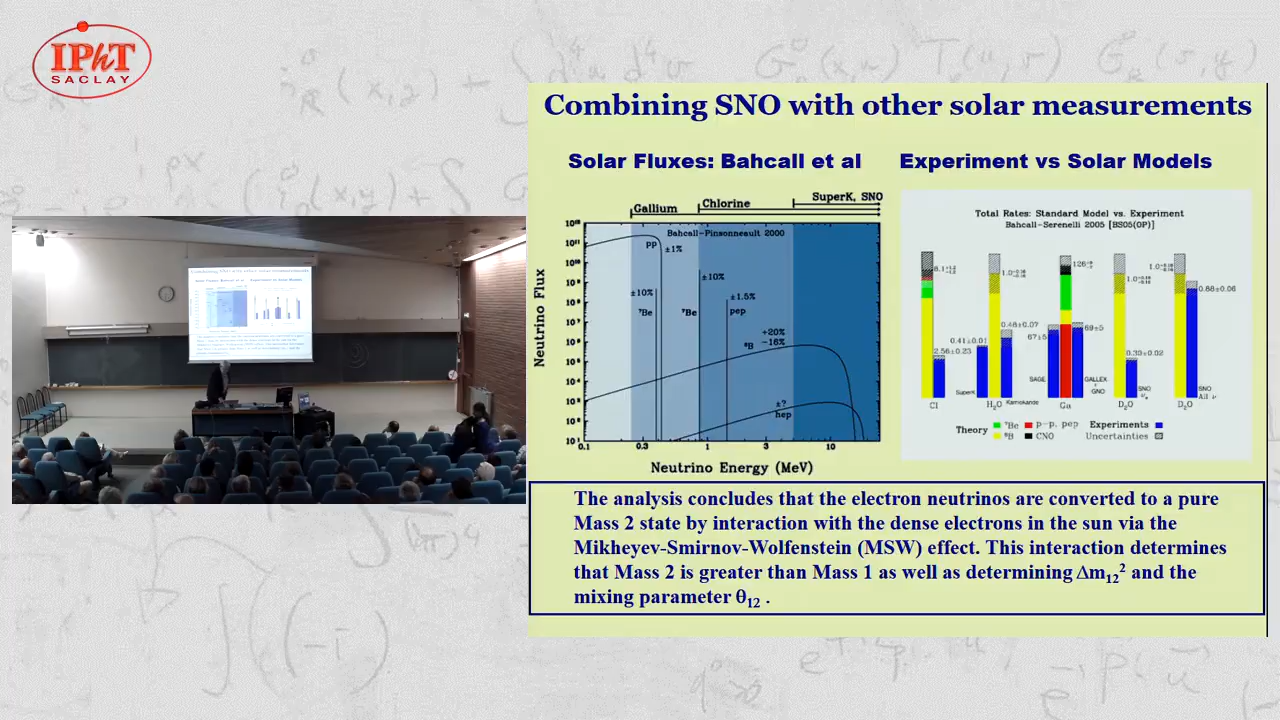 IPhT
SACLAY
Combining SNO with other solar measurements
Solar Fluxes: Bahcall et al
Experiment vs Solar Models
Gallium
Chlorine
SuperK, SNO
Bahcall-Pinsonneault 2000
pp
±1%
±10%
⁷Be
±10%
⁷Be
±1.5%
pep
⁸B
+20%
-16%
±?
hep
Neutrino Flux
0.1
0.3
1
3
10
Neutrino Energy (MeV)
Total Rates: Standard Model vs. Experiment
Bahcall-Serenelli 2005 [BS05(OP)]
2.56±0.23
0.41±0.01
0.48±0.07
67±5
69±5
0.30±0.02
0.88±0.06
SuperK
Kamiokande
SAGE
GALLEX
+
GNO
SNO
νₑ
SNO
All ν
Cl
H₂O
Ga
D₂O
D₂O
Theory
⁷Be
p-p, pep
⁸B
CNO
Experiments
Uncertainties
The analysis concludes that the electron neutrinos are converted to a pure
Mass 2 state by interaction with the dense electrons in the sun via the
Mikheyev-Smirnov-Wolfenstein (MSW) effect. This interaction determines
that Mass 2 is greater than Mass 1 as well as determining Δm₁₂² and the
mixing parameter θ₁₂ .